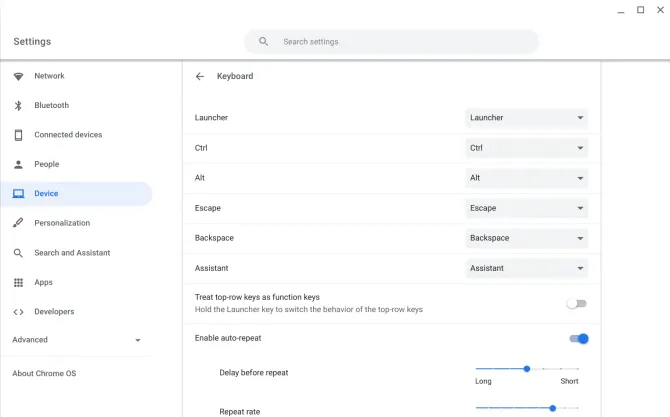 Settings
Search settings
Network
Bluetooth
Connected devices
People
Device
Personalization
Search and Assistant
Apps
Developers
Advanced
About Chrome OS
Keyboard
Launcher Launcher
Ctrl Ctrl
Alt Alt
Escape Escape
Backspace Backspace
Assistant Assistant
Treat top-row keys as function keys
Hold the Launcher key to switch the behavior of the top-row keys
Enable auto-repeat
Delay before repeat
Long Short
Repeat rate